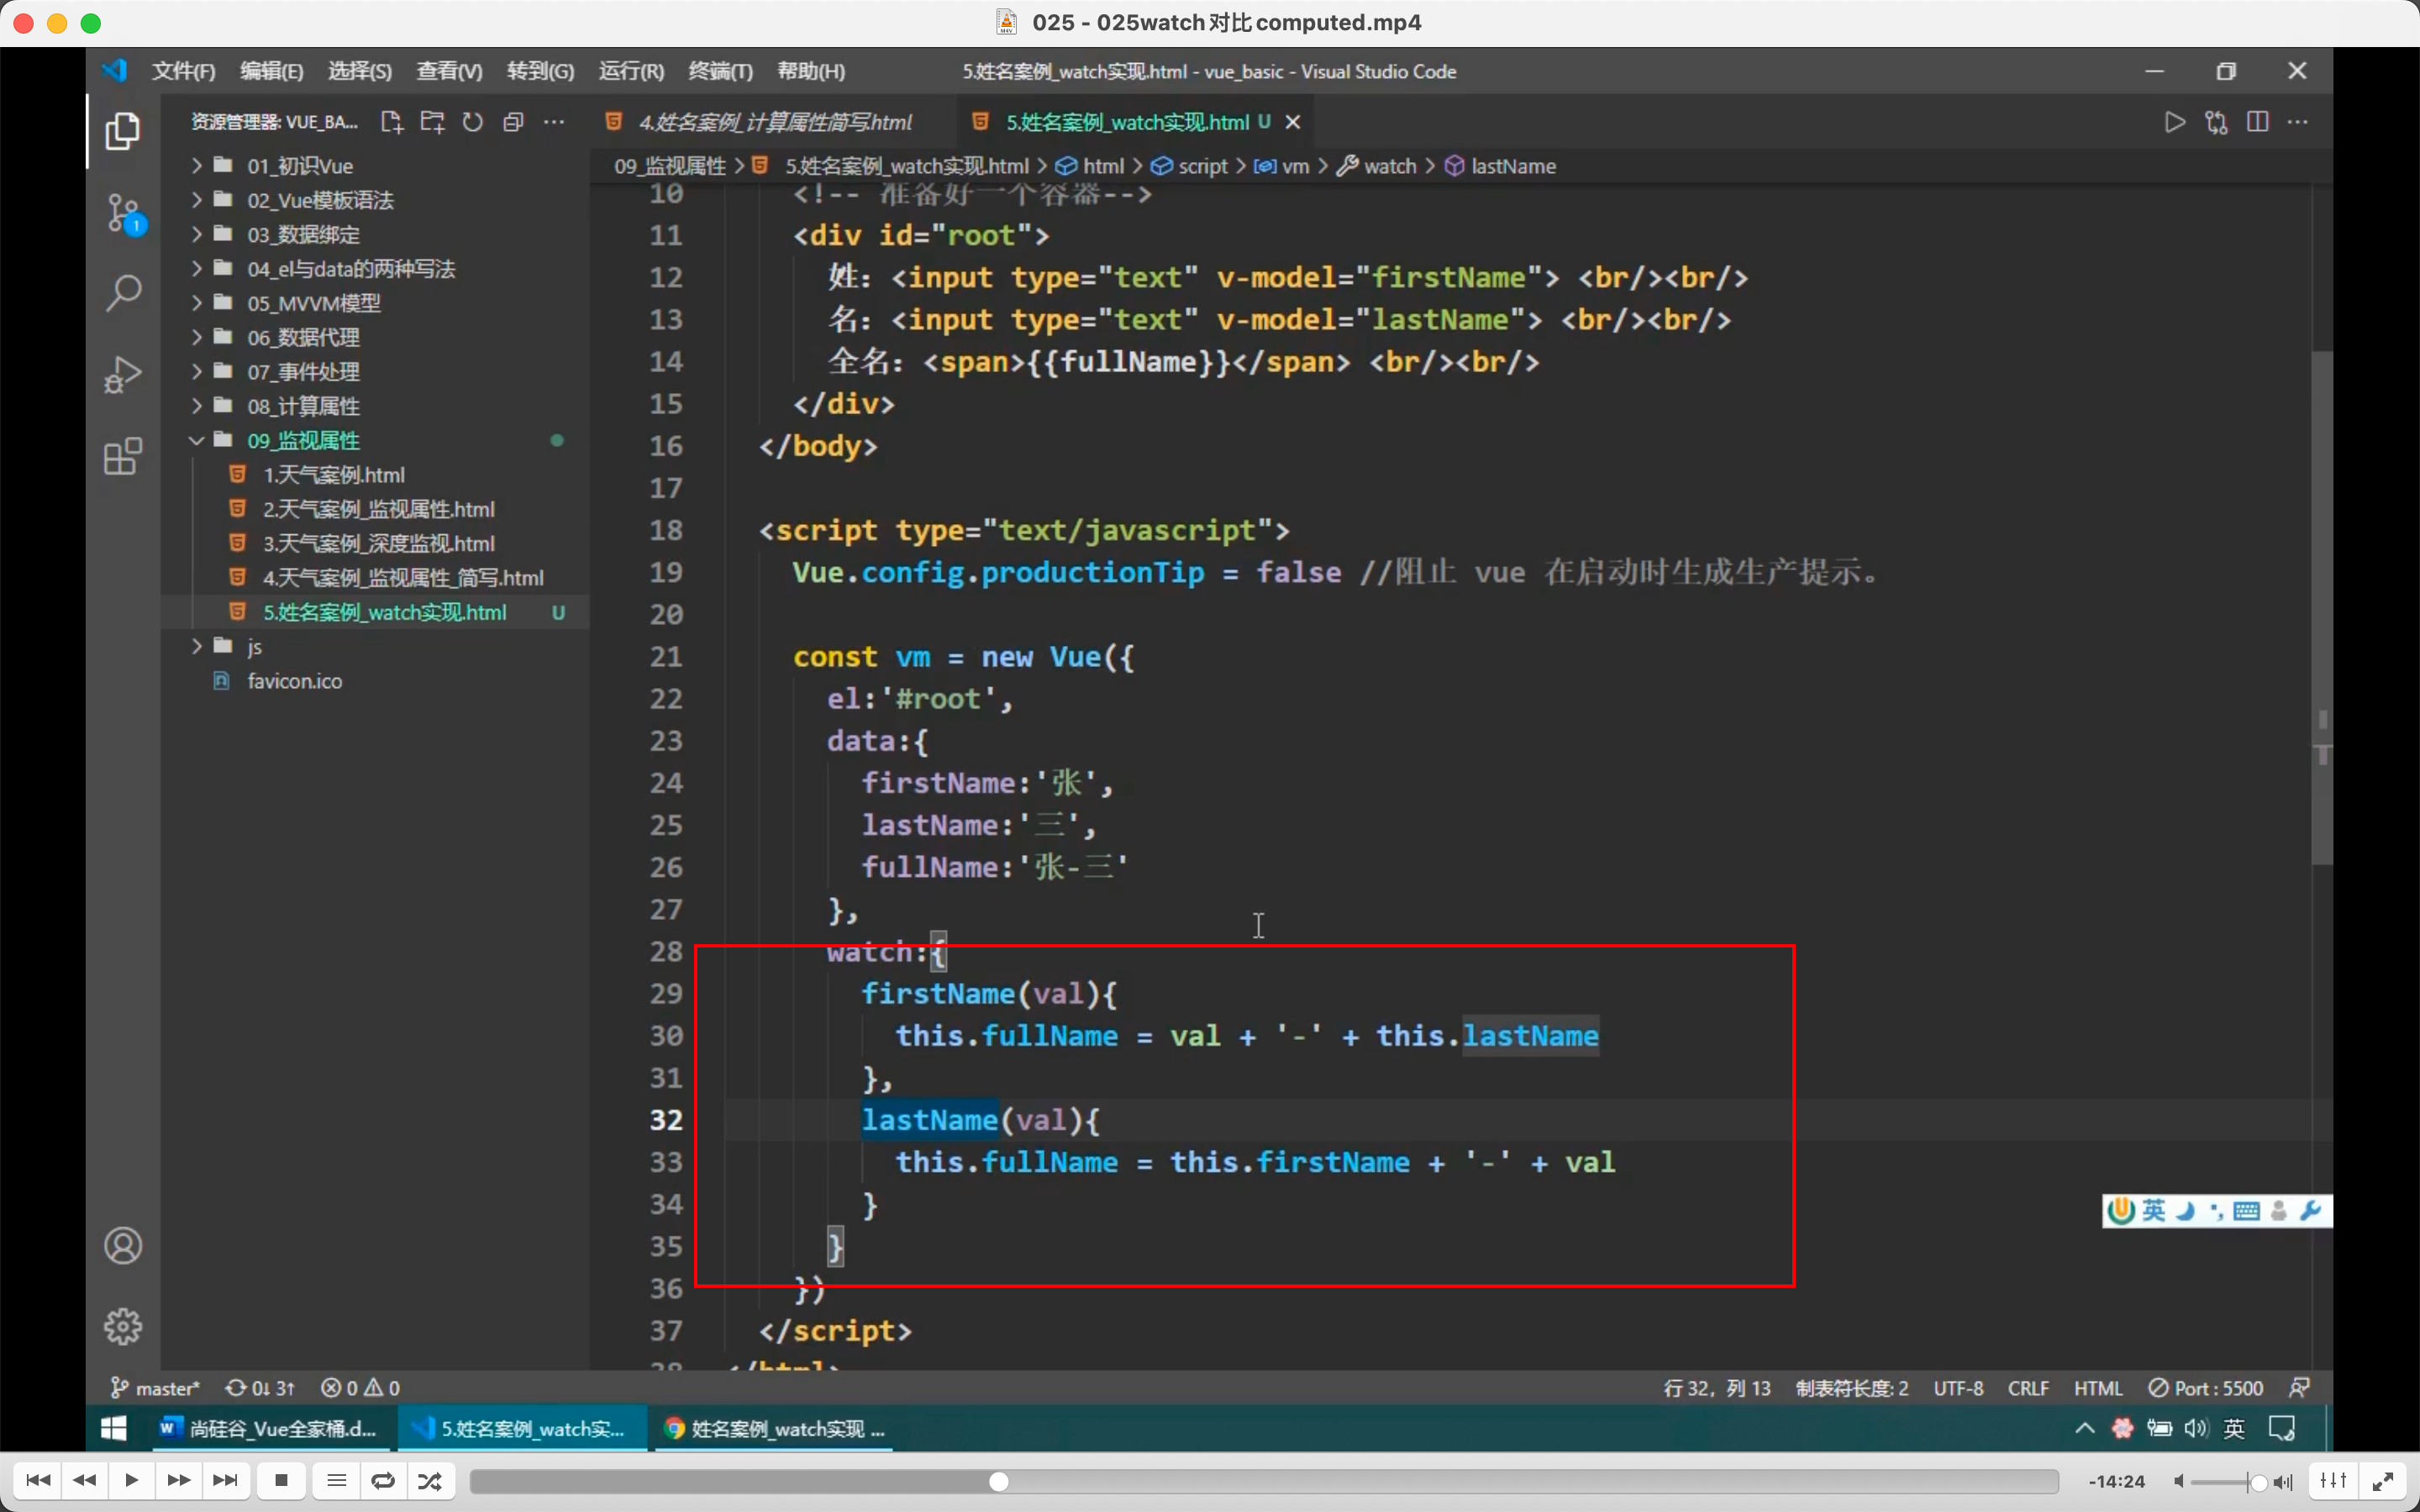 025 - 025watch对比computed.mp4
文件(F) 编辑(E) 选择(S) 查看(V) 转到(G) 运行(R) 终端(T) 帮助(H) 5.姓名案例_watch实现.html - vue_basic - Visual Studio Code
资源管理器: VUE_BA...
4.姓名案例_计算属性简写.html
5.姓名案例_watch实现.html U
09_监视属性 > 5.姓名案例_watch实现.html > html > script > vm > watch > lastName
1
01_初识Vue
02_Vue模板语法
03_数据绑定
04_el与data的两种写法
05_MVVM模型
06_数据代理
07_事件处理
08_计算属性
09_监视属性
1.天气案例.html
2.天气案例_监视属性.html
3.天气案例_深度监视.html
4.天气案例_监视属性_简写.html
5.姓名案例_watch实现.html U
js
favicon.ico
10 <!-- 准备好一个容器-->
11 <div id="root">
12 姓：<input type="text" v-model="firstName"> <br/><br/>
13 名：<input type="text" v-model="lastName"> <br/><br/>
14 全名：<span>{{fullName}}</span> <br/><br/>
15 </div>
16 </body>
17
18 <script type="text/javascript">
19 Vue.config.productionTip = false //阻止 vue 在启动时生成生产提示。
20
21 const vm = new Vue({
22 el:'#root',
23 data:{
24 firstName:'张',
25 lastName:'三',
26 fullName:'张-三'
27 },
28 watch:{
29 firstName(val){
30 this.fullName = val + '-' + this.lastName
31 },
32 lastName(val){
33 this.fullName = this.firstName + '-' + val
34 }
35 }
36 })
37 </script>
38 </html>
英
master* 0↓ 3↑ 0 0
行 32，列 13 制表符长度: 2 UTF-8 CRLF HTML Port : 5500
尚硅谷_Vue全家桶.d... 5.姓名案例_watch实... 姓名案例_watch实现 ... 英
-14:24